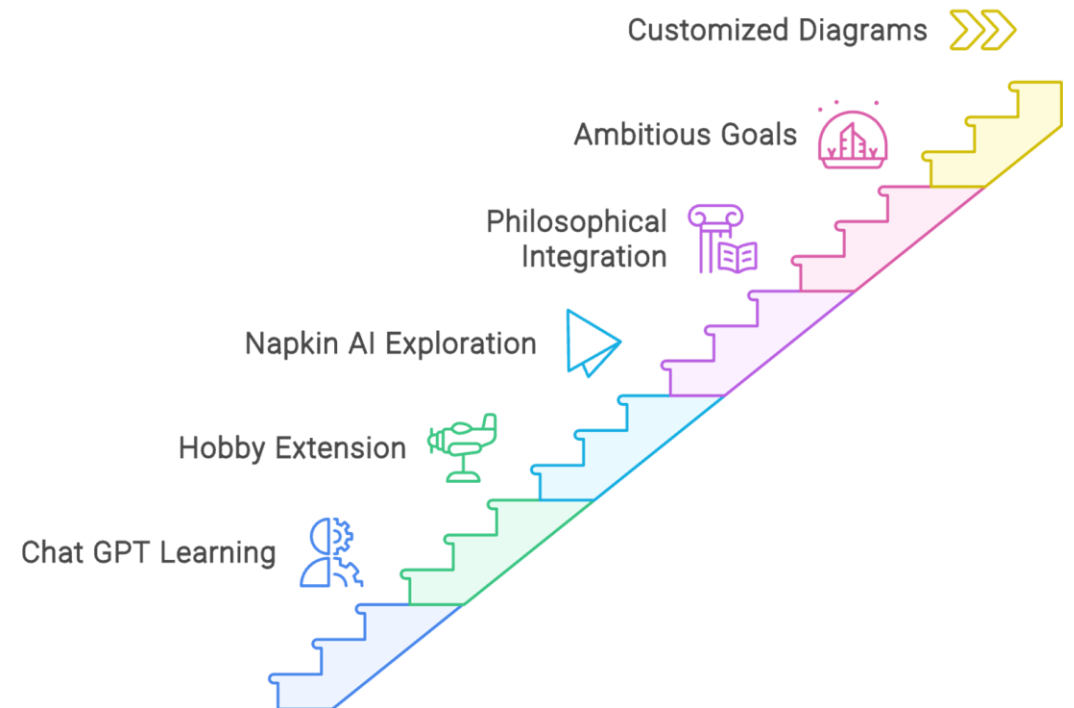 Customized Diagrams
Ambitious Goals
Philosophical
Integration
Napkin AI Exploration
Hobby Extension
Chat GPT Learning